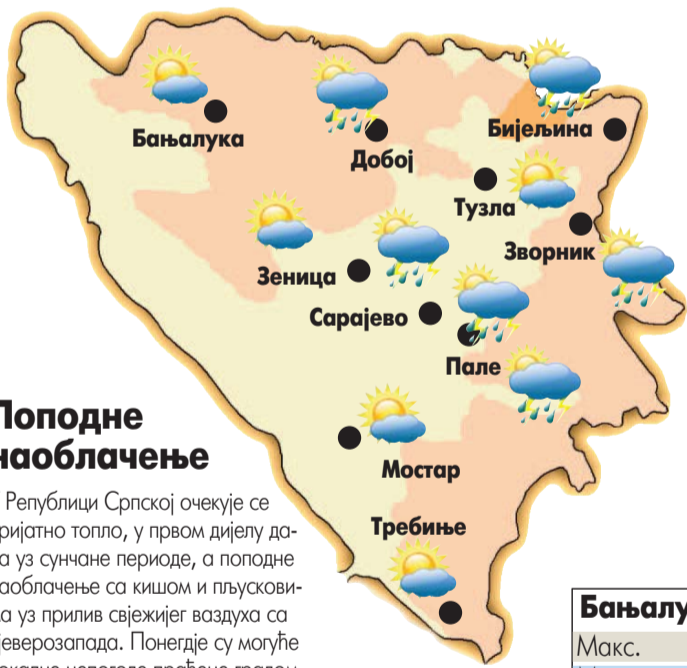 Бањалука
Добој
Бијељина
Тузла
Зворник
Зеница
Сарајево
Пале
Мостар
Требиње
Поподне
наоблачење
Републици Српској очекује се
ријатно топло, у првом дијелу да-
а уз сунчане периоде, а поподне
аоблачење са кишом и пљускови-
а уз прилив свјежијег ваздуха са
јеверозапада. Понегдје су могуће
Бањалу
Макс.